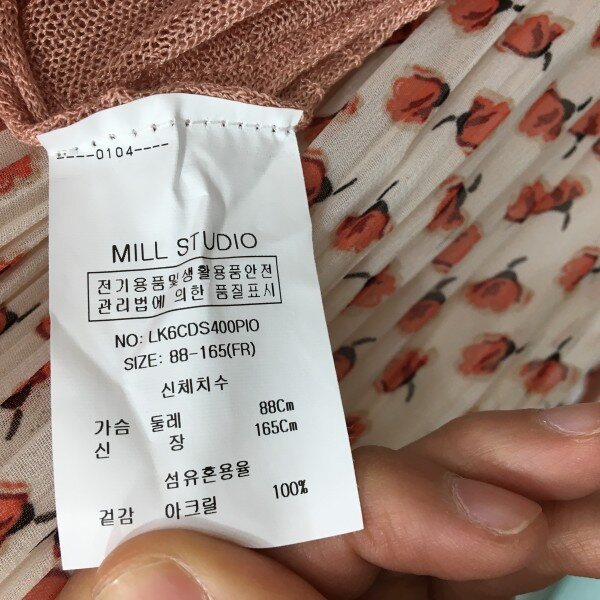 ----0104----
MILL STUDIO
전기용품및생활용품안전
관리법에 의한 품질표시
NO: LK6CDS400PIO
SIZE: 88-165(FR)
신체치수
가슴 둘레 88Cm
신 장 165Cm
섬유혼용율
겉감 아크릴 100%